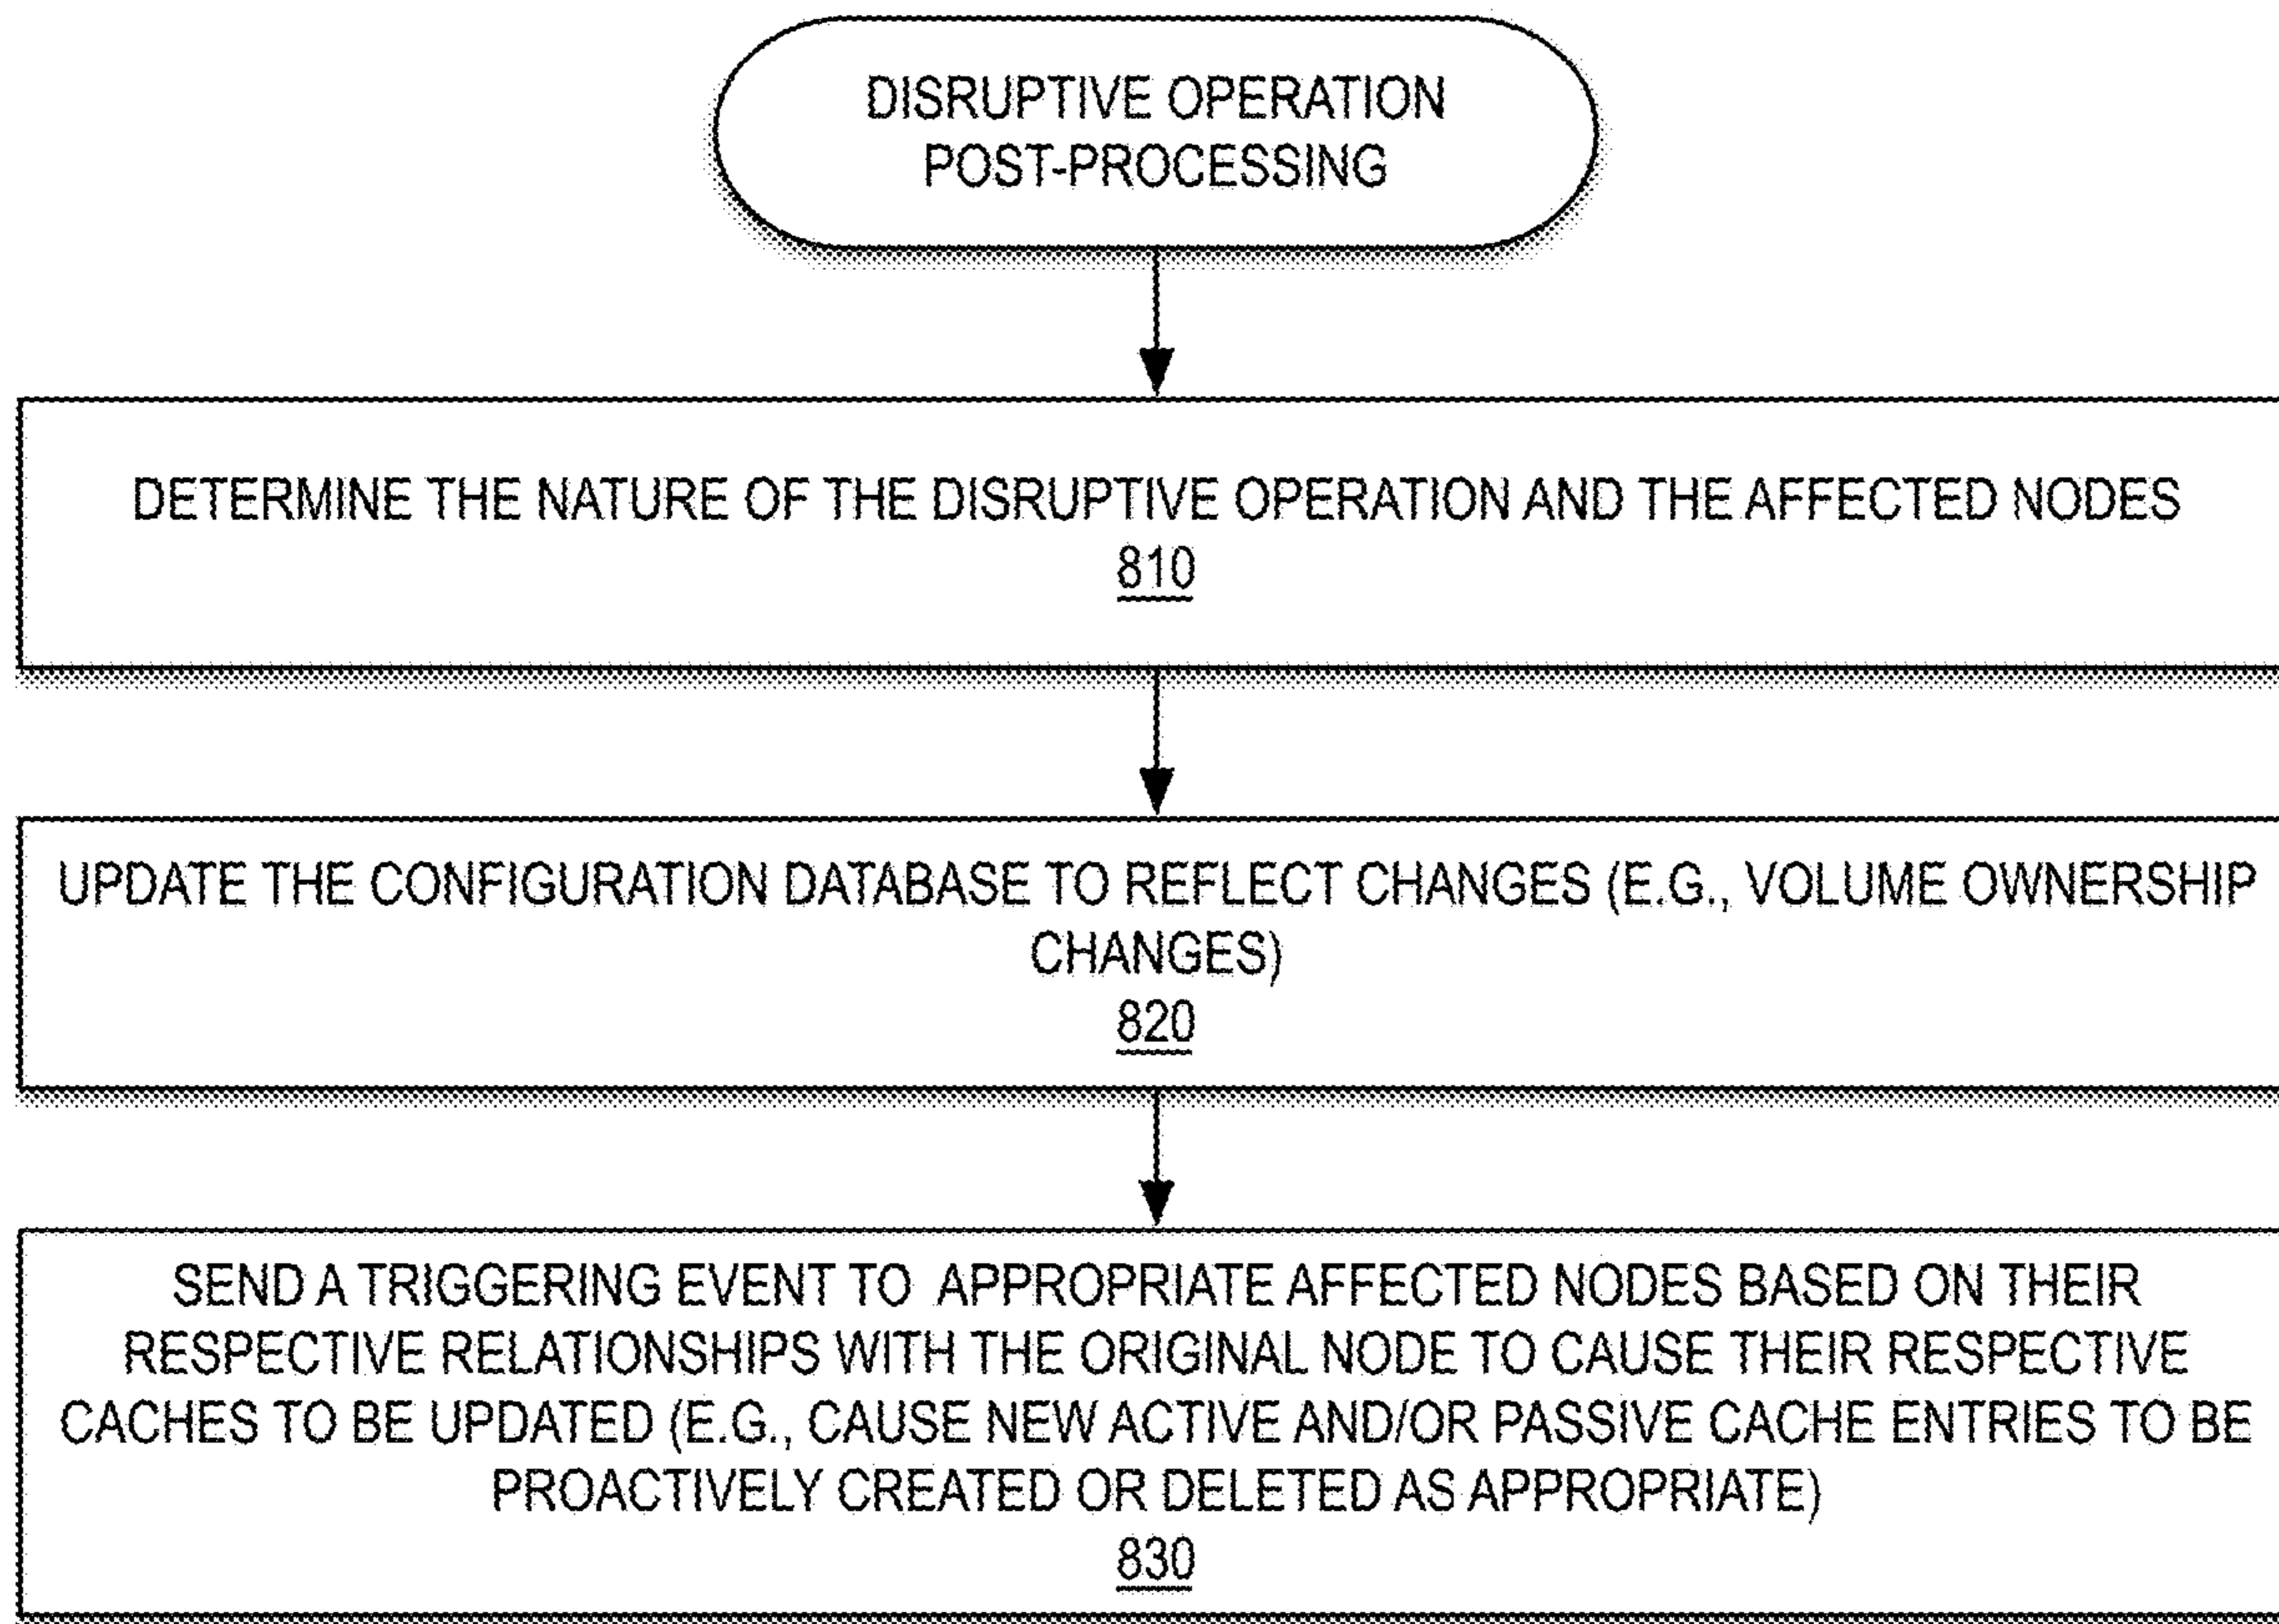 DISRUPTIVE OPERATION
POST-PROCESSING
DETERMINE THE NATURE OF THE DISRUPTIVE OPERATION AND THE AFFECTED NODES
810
UPDATE THE CONFIGURATION DATABASE TO REFLECT CHANGES (E.G., VOLUME OWNERSHIP
CHANGES)
820
SEND A TRIGGERING EVENT TO APPROPRIATE AFFECTED NODES BASED ON THEIR
RESPECTIVE RELATIONSHIPS WITH THE ORIGINAL NODE TO CAUSE THEIR RESPECTIVE
CACHES TO BE UPDATED (E.G., CAUSE NEW ACTIVE AND/OR PASSIVE CACHE ENTRIES TO BE
PROACTIVELY CREATED OR DELETED AS APPROPRIATE)
830